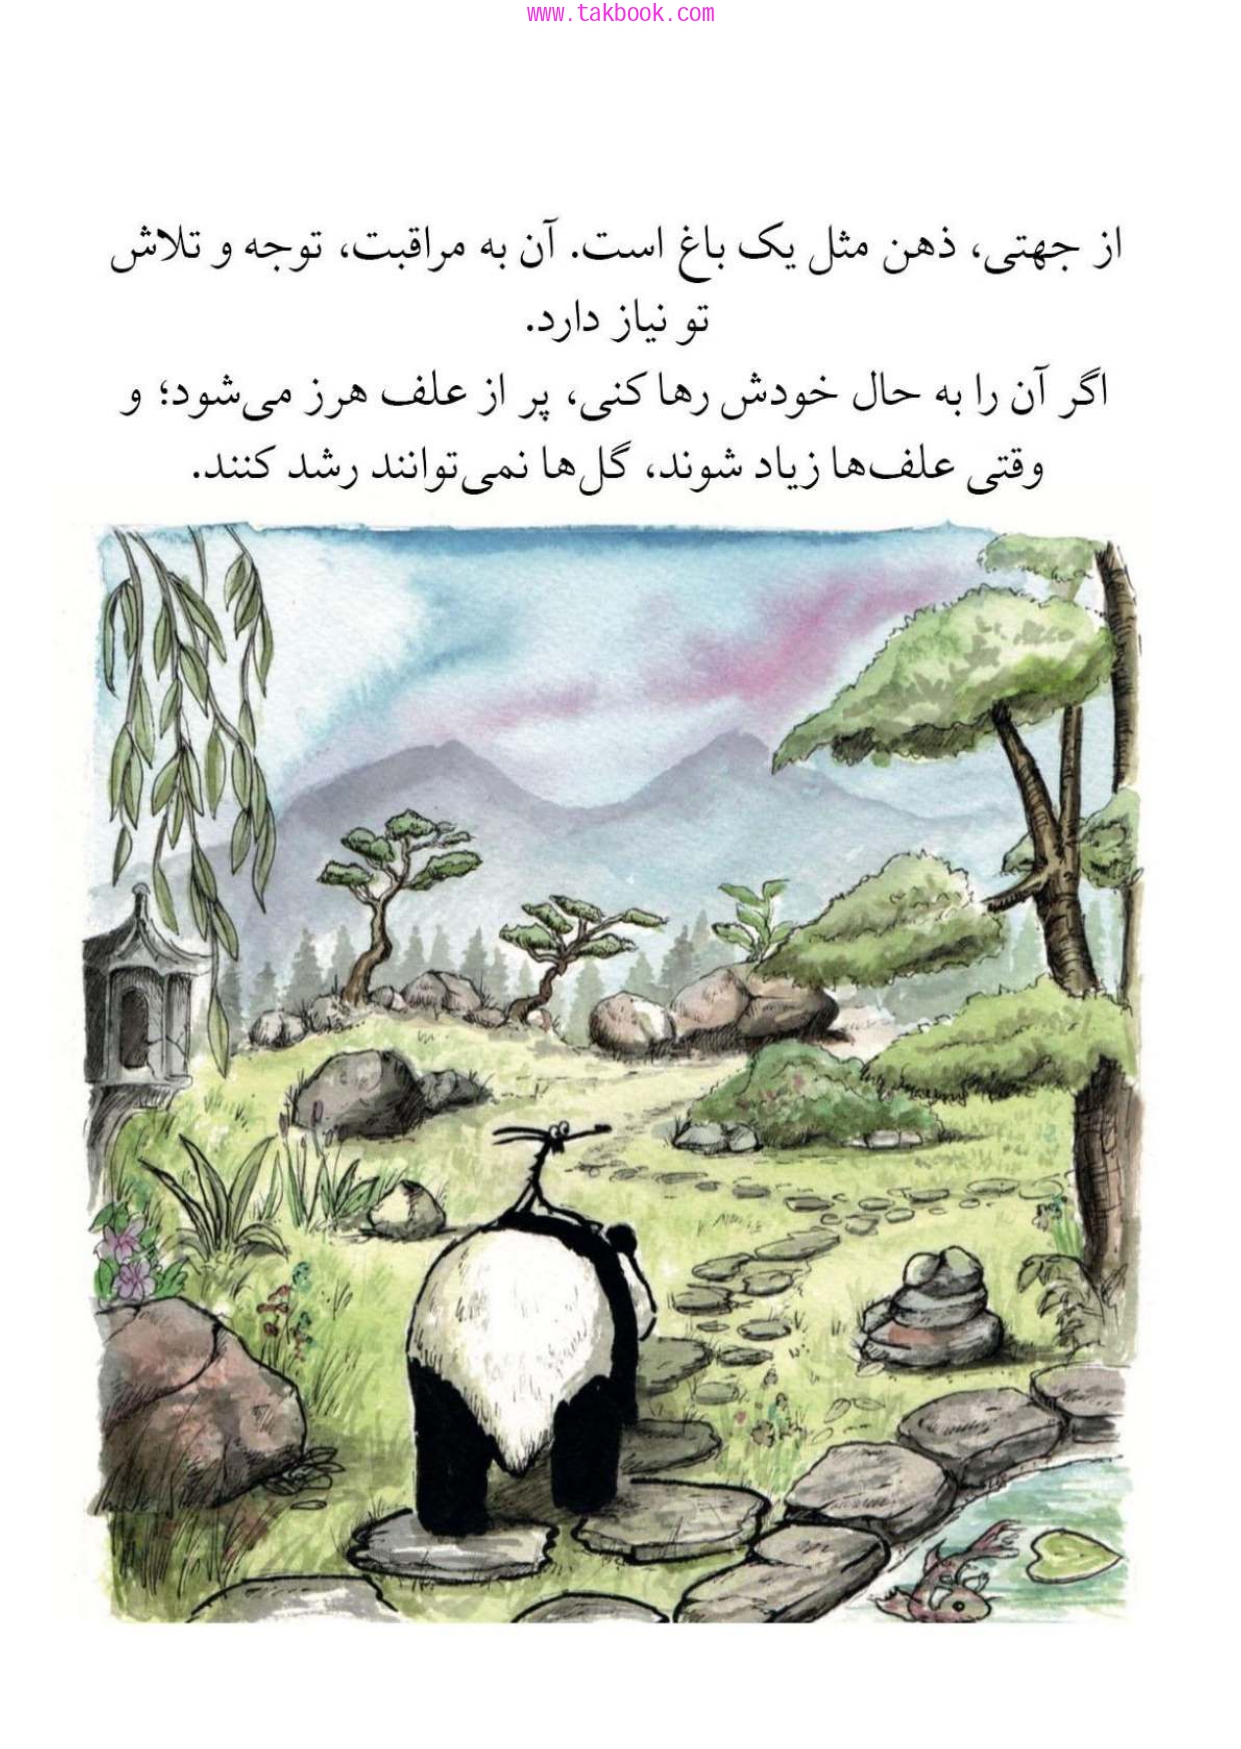 www.takbook.com
از جهتی، ذهن مثل یک باغ است. آن به مراقبت، توجه و تلاش
تو نیاز دارد.
اگر آن را به حال خودش رها کنی، پر از علف هرز می‌شود؛ و
وقتی علف‌ها زیاد شوند، گل‌ها نمی‌توانند رشد کنند.